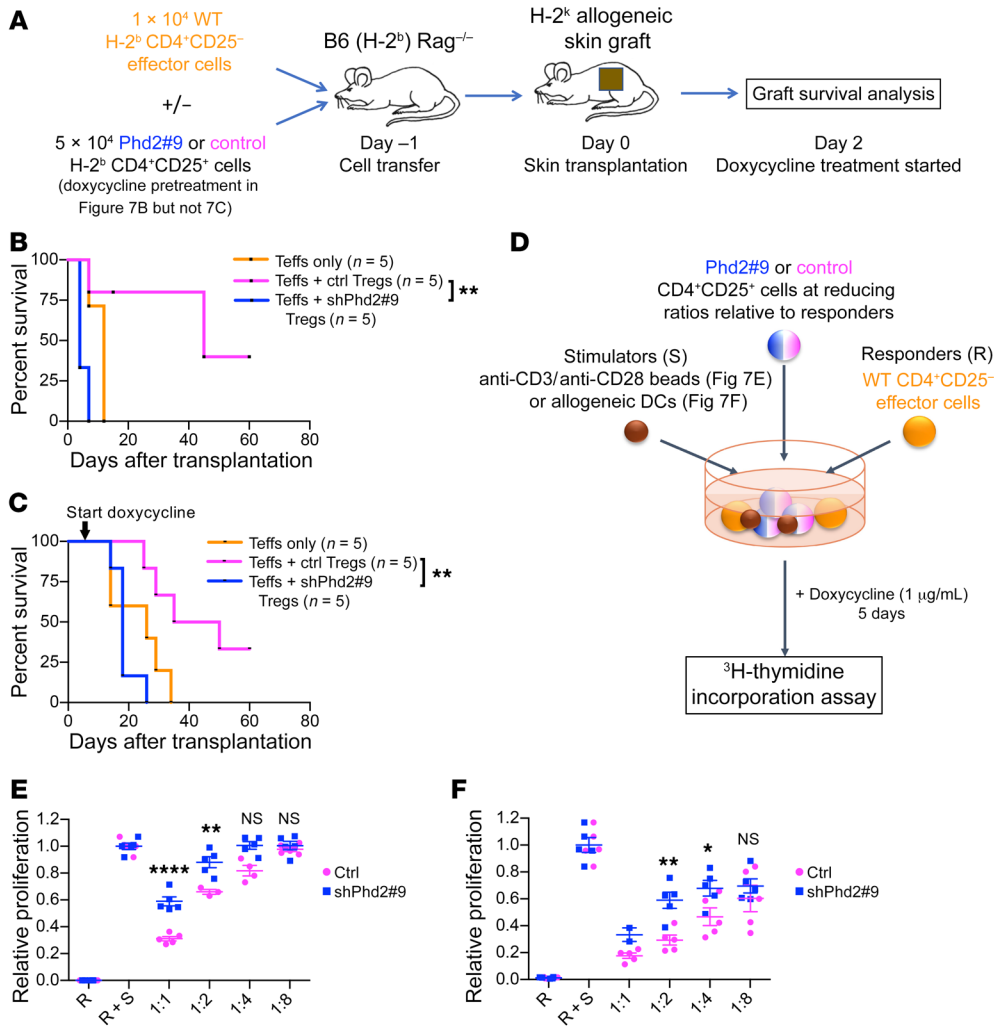 A
1 × 10⁴ WT
H-2ᵇ CD4⁺CD25⁻
effector cells
+/–
5 × 10⁴ Phd2#9 or control
H-2ᵇ CD4⁺CD25⁺ cells
(doxycycline pretreatment in
Figure 7B but not 7C)
B6 (H-2ᵇ) Rag⁻/⁻
Day –1
Cell transfer
H-2ᵏ allogeneic
skin graft
Day 0
Skin transplantation
Graft survival analysis
Day 2
Doxycycline treatment started
B
Percent survival
100
75
50
25
0
0 20 40 60 80
Days after transplantation
Teffs only (n = 5)
Teffs + ctrl Tregs (n = 5)
Teffs + shPhd2#9
Tregs (n = 5)
**
C
Start doxycycline
Percent survival
100
75
50
25
0
0 20 40 60 80
Days after transplantation
Teffs only (n = 5)
Teffs + ctrl Tregs (n = 5)
Teffs + shPhd2#9
Tregs (n = 5)
**
D
Phd2#9 or control
CD4⁺CD25⁺ cells at reducing
ratios relative to responders
Stimulators (S)
anti-CD3/anti-CD28 beads (Fig 7E)
or allogeneic DCs (Fig 7F)
Responders (R)
WT CD4⁺CD25⁻
effector cells
+ Doxycycline (1 μg/mL)
5 days
³H-thymidine
incorporation assay
E
Relative proliferation
1.2
1.0
0.8
0.6
0.4
0.2
0.0
R
R + S
1:1
1:2
1:4
1:8
****
**
NS
NS
Ctrl
shPhd2#9
F
Relative proliferation
1.2
1.0
0.8
0.6
0.4
0.2
0.0
R
R + S
1:1
1:2
1:4
1:8
**
*
NS
Ctrl
shPhd2#9